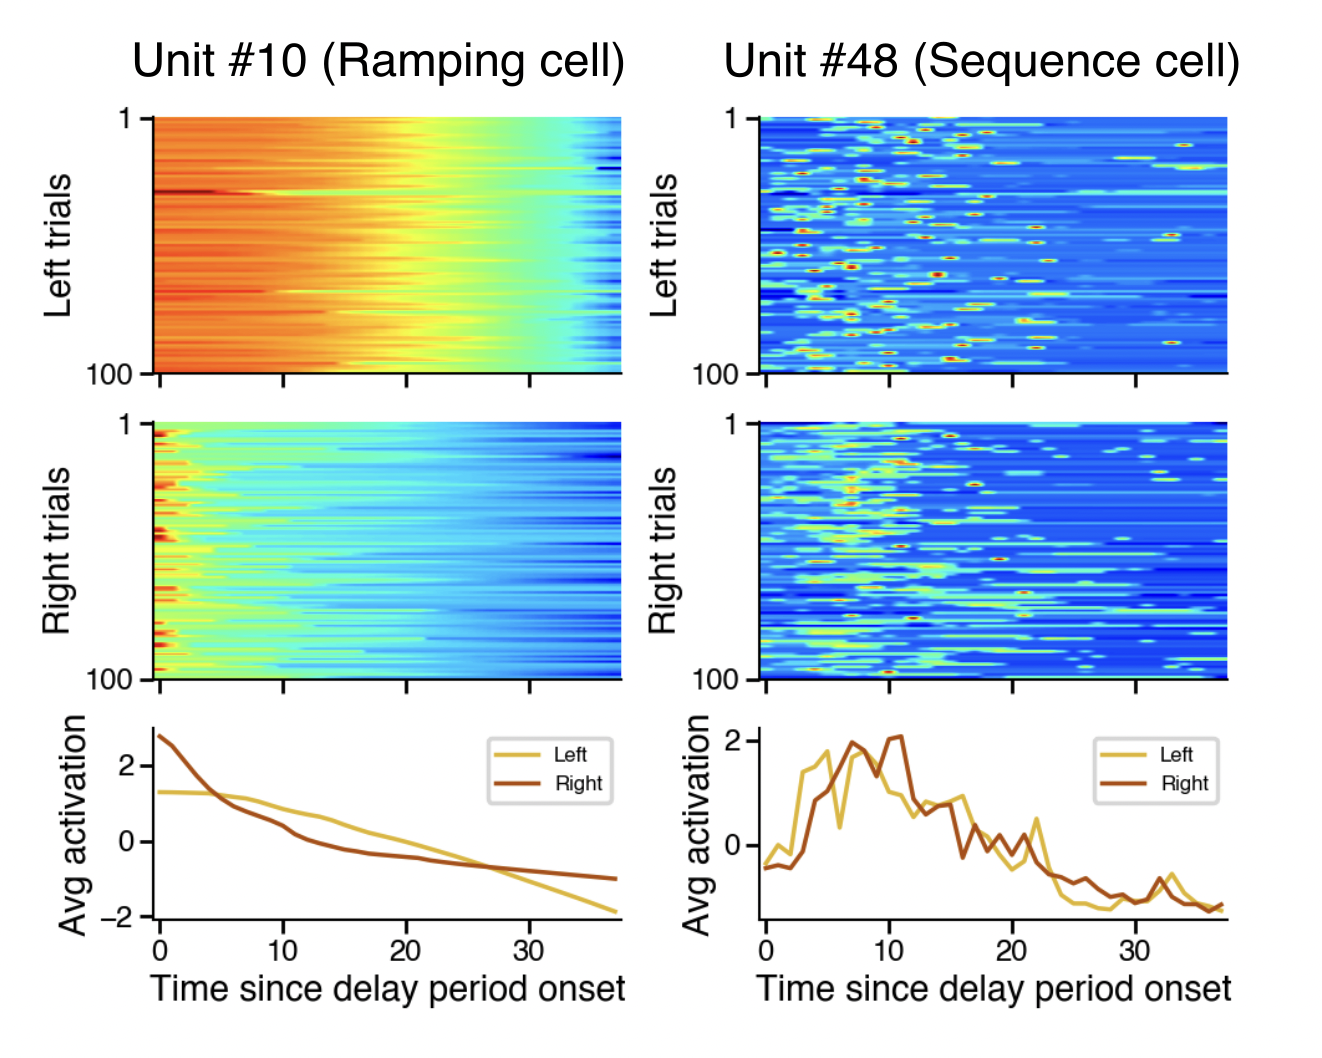 Unit #10 (Ramping cell)
Unit #48 (Sequence cell)
1
Left trials
100
1
Left trials
100
1
Right trials
100
1
Right trials
100
Avg activation
2
0
−2
Left
Right
0 10 20 30
Time since delay period onset
Avg activation
2
0
Left
Right
0 10 20 30
Time since delay period onset